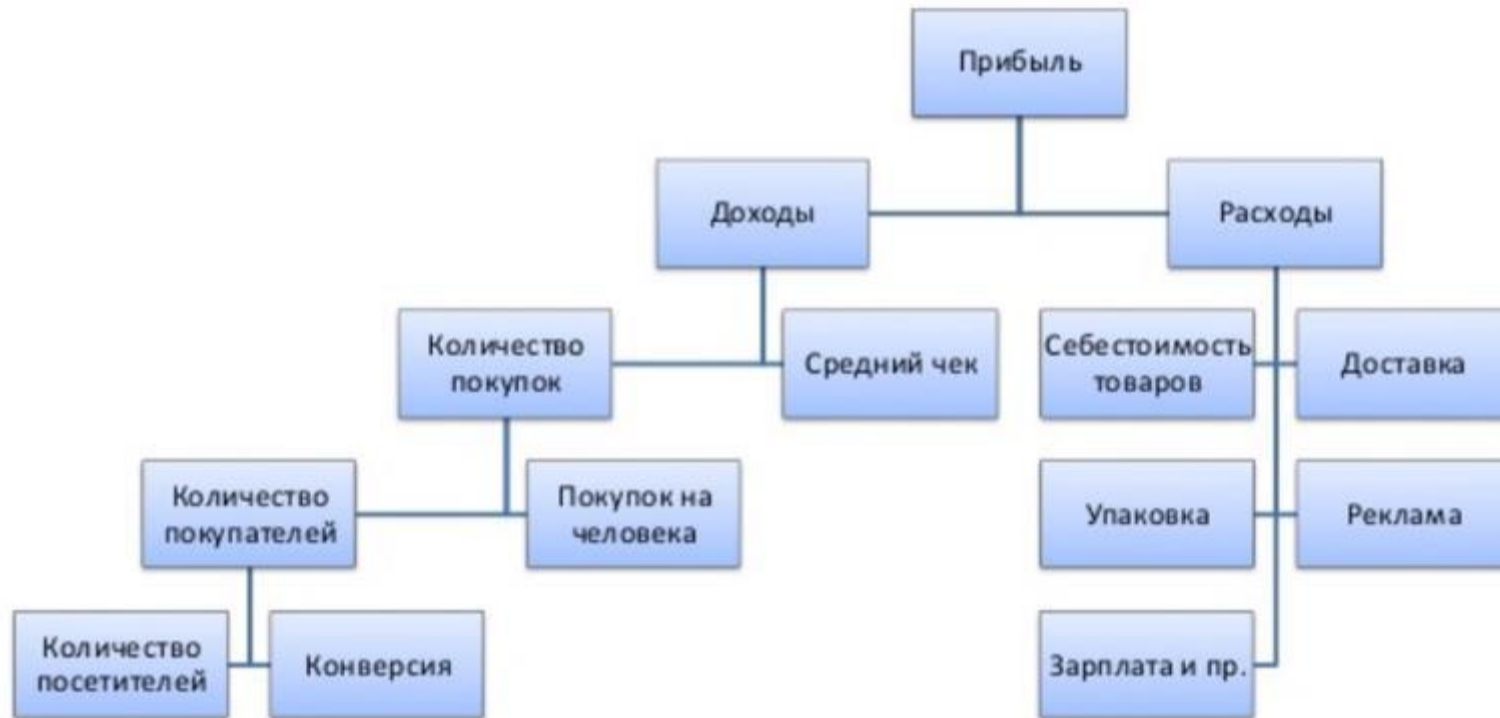 Прибыль
Доходы
Расходы
Количество
покупок
Средний чек
Себестоимость
товаров
Доставка
Количество
покупателей
Покупок на
человека
Упаковка
Реклама
Количество
посетителей
Конверсия
Зарплата и пр.